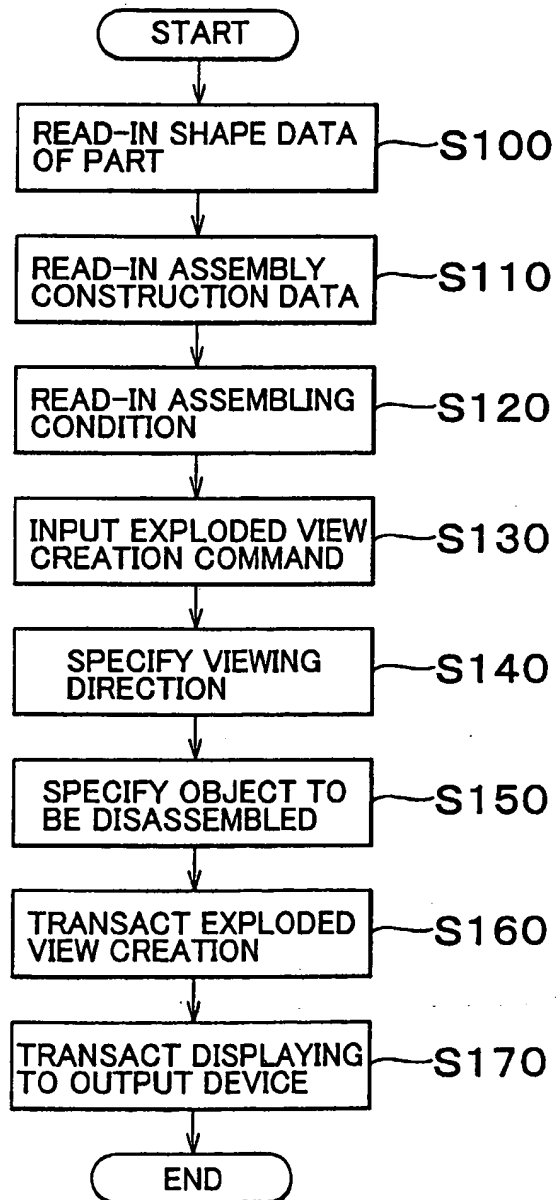 START
READ-IN SHAPE DATA
OF PART
S100
READ-IN ASSEMBLY
CONSTRUCTION DATA
S110
READ-IN ASSEMBLING
CONDITION
S120
INPUT EXPLODED VIEW
CREATION COMMAND
S130
SPECIFY VIEWING
DIRECTION
S140
SPECIFY OBJECT TO
BE DISASSEMBLED
S150
TRANSACT EXPLODED
VIEW CREATION
S160
TRANSACT DISPLAYING
TO OUTPUT DEVICE
S170
END